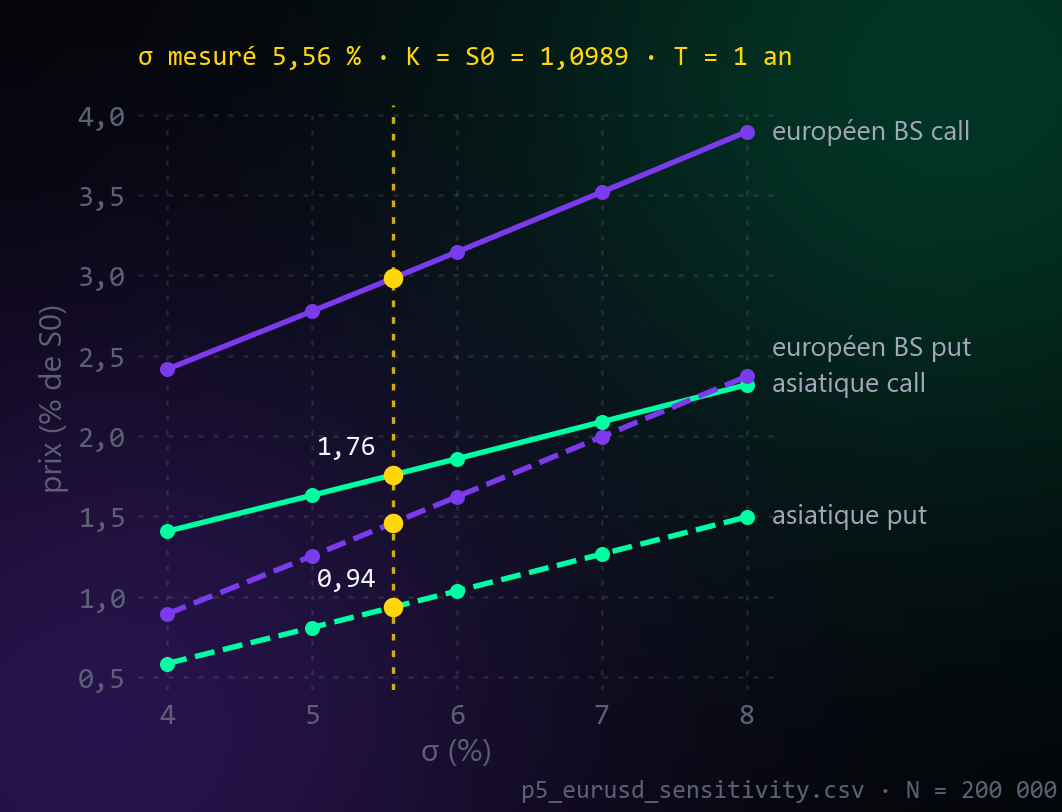 σ mesuré 5,56 % · K = S0 = 1,0989 · T = 1 an
4,0
européen BS call
3,5
3,0
prix (% de S0)
2,5
européen BS put
asiatique call
2,0
1,76
1,5
asiatique put
0,94
1,0
0,5
4 5 6 7 8
σ (%)
p5_eurusd_sensitivity.csv · N = 200 000